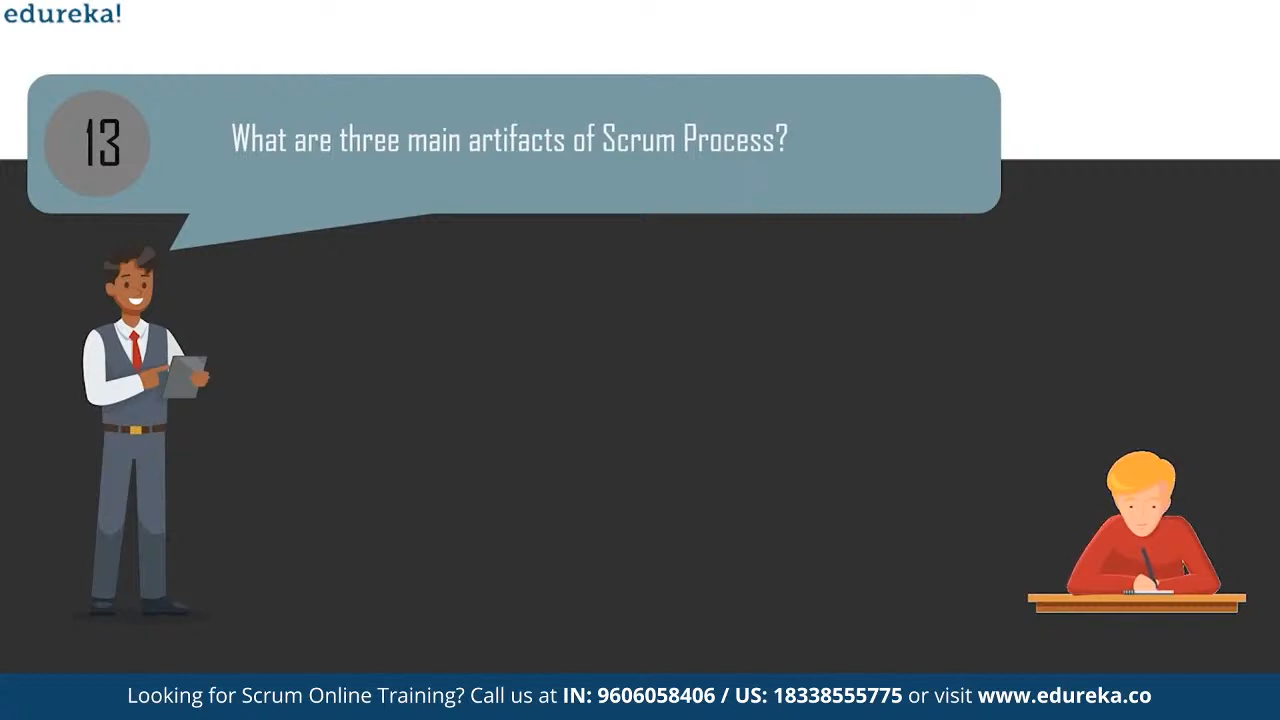 edureka!
13
What are three main artifacts of Scrum Process?
Looking for Scrum Online Training? Call us at IN: 9606058406 / US: 18338555775 or visit www.edureka.co